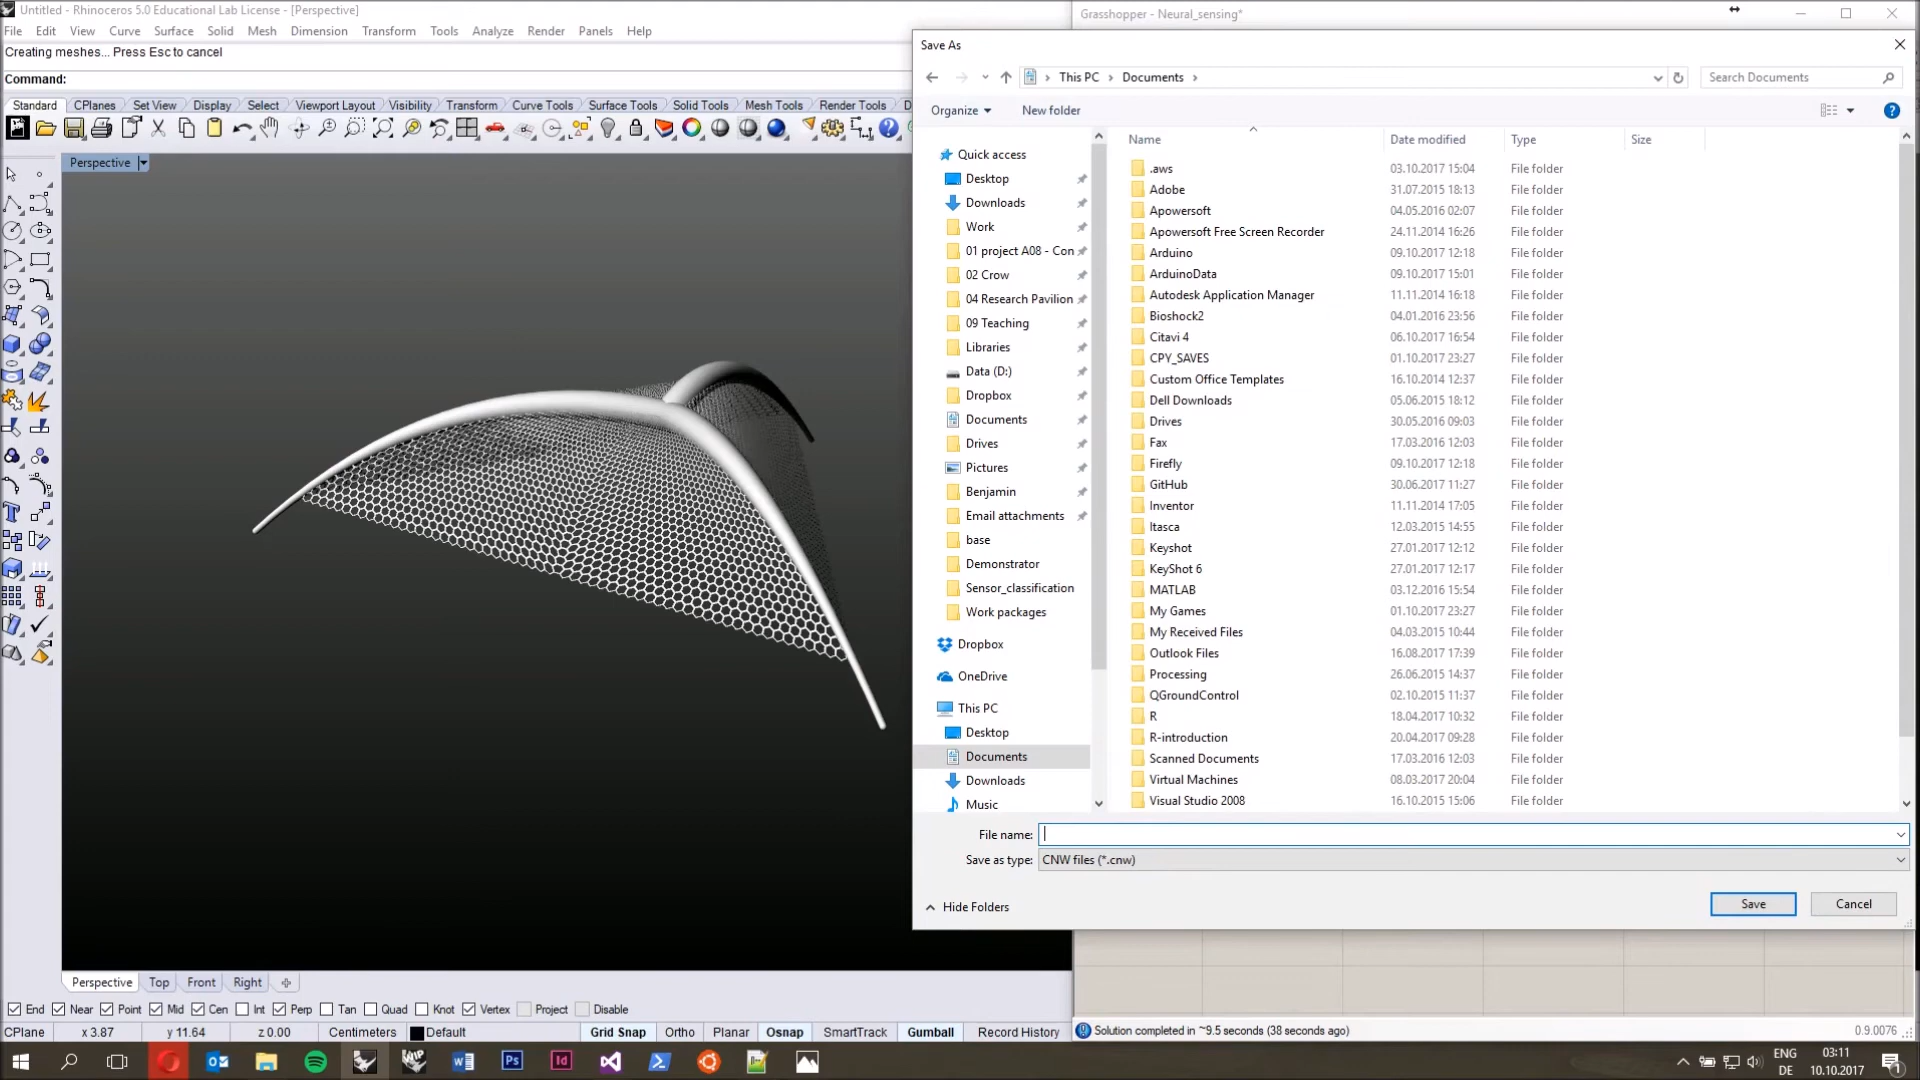 Untitled - Rhinoceros 5.0 Educational Lab License - [Perspective]
File Edit View Curve Surface Solid Mesh Dimension Transform Tools Analyze Render Panels Help
Creating meshes... Press Esc to cancel
Command:
Standard CPlanes Set View Display Select Viewport Layout Visibility Transform Curve Tools Surface Tools Solid Tools Mesh Tools Render Tools D
Perspective
Perspective Top Front Right
End Near Point Mid Cen Int Perp Tan Quad Knot Vertex Project Disable
CPlane x 3.87 y 11.64 z 0.00 Centimeters Default Grid Snap Ortho Planar Osnap SmartTrack Gumball Record History
Grasshopper - Neural_sensing*
Save As
This PC Documents
Search Documents
Organize New folder
Quick access
Desktop
Downloads
Work
01 project A08 - Con
02 Crow
04 Research Pavilion
09 Teaching
Libraries
Data (D:)
Dropbox
Documents
Drives
Pictures
Benjamin
Email attachments
base
Demonstrator
Sensor_classification
Work packages
Dropbox
OneDrive
This PC
Desktop
Documents
Downloads
Music
Name Date modified Type Size
.aws 03.10.2017 15:04 File folder
Adobe 31.07.2015 18:13 File folder
Apowersoft 04.05.2016 02:07 File folder
Apowersoft Free Screen Recorder 24.11.2014 16:26 File folder
Arduino 09.10.2017 12:18 File folder
ArduinoData 09.10.2017 15:01 File folder
Autodesk Application Manager 11.11.2014 16:18 File folder
Bioshock2 04.01.2016 23:56 File folder
Citavi 4 06.10.2017 16:54 File folder
CPY_SAVES 01.10.2017 23:27 File folder
Custom Office Templates 16.10.2014 12:37 File folder
Dell Downloads 05.06.2015 18:12 File folder
Drives 30.05.2016 09:03 File folder
Fax 17.03.2016 12:03 File folder
Firefly 09.10.2017 12:18 File folder
GitHub 30.06.2017 11:27 File folder
Inventor 11.11.2014 17:05 File folder
Itasca 12.03.2015 14:55 File folder
Keyshot 27.01.2017 12:12 File folder
KeyShot 6 27.01.2017 12:17 File folder
MATLAB 03.12.2016 15:54 File folder
My Games 01.10.2017 23:27 File folder
My Received Files 04.03.2015 10:44 File folder
Outlook Files 16.08.2017 17:39 File folder
Processing 26.06.2015 14:37 File folder
QGroundControl 02.10.2015 11:37 File folder
R 18.04.2017 10:32 File folder
R-introduction 20.04.2017 09:28 File folder
Scanned Documents 17.03.2016 12:03 File folder
Virtual Machines 08.03.2017 20:04 File folder
Visual Studio 2008 16.10.2015 15:06 File folder
File name:
Save as type: CNW files (*.cnw)
Hide Folders Save Cancel
Solution completed in ~9.5 seconds (38 seconds ago) 0.9.0076
ENG
DE
03:11
10.10.2017